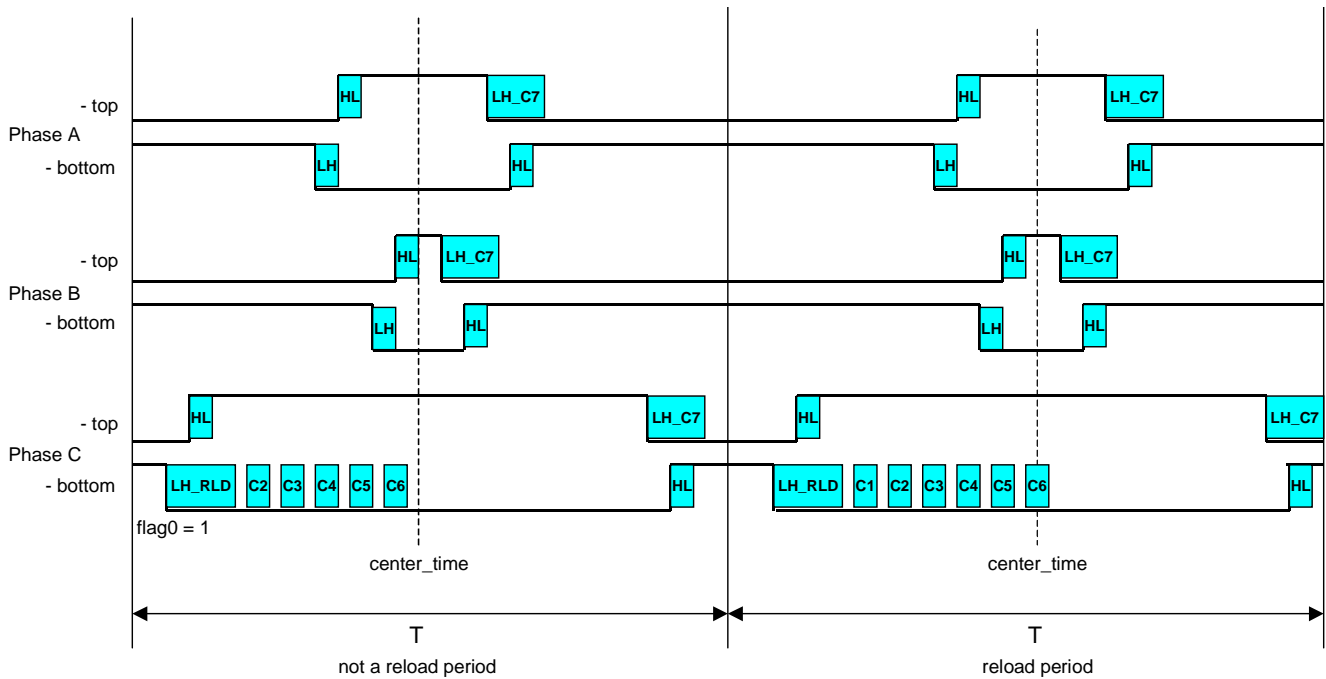 HL LH_C7 HL LH_C7
- top
Phase A
LH HL LH HL
- bottom
HL LH_C7 HL LH_C7
- top
Phase B
- bottom
LH HL LH HL
HL LH_C7 HL LH_C7
- top
Phase C
- bottom
LH_RLD C2 C3 C4 C5 C6 HL LH_RLD C1 C2 C3 C4 C5 C6 HL
flag0 = 1
center_time center_time
T T
not a reload period reload period